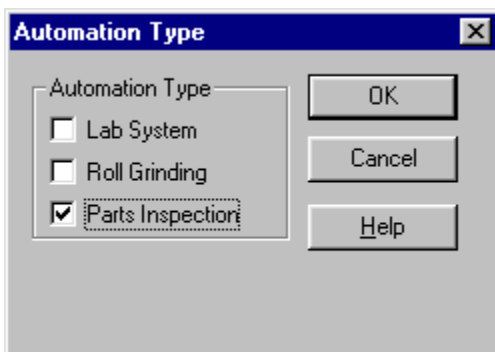 Automation Type
Automation Type
Lab System
Roll Grinding
Parts Inspection
OK
Cancel
Help